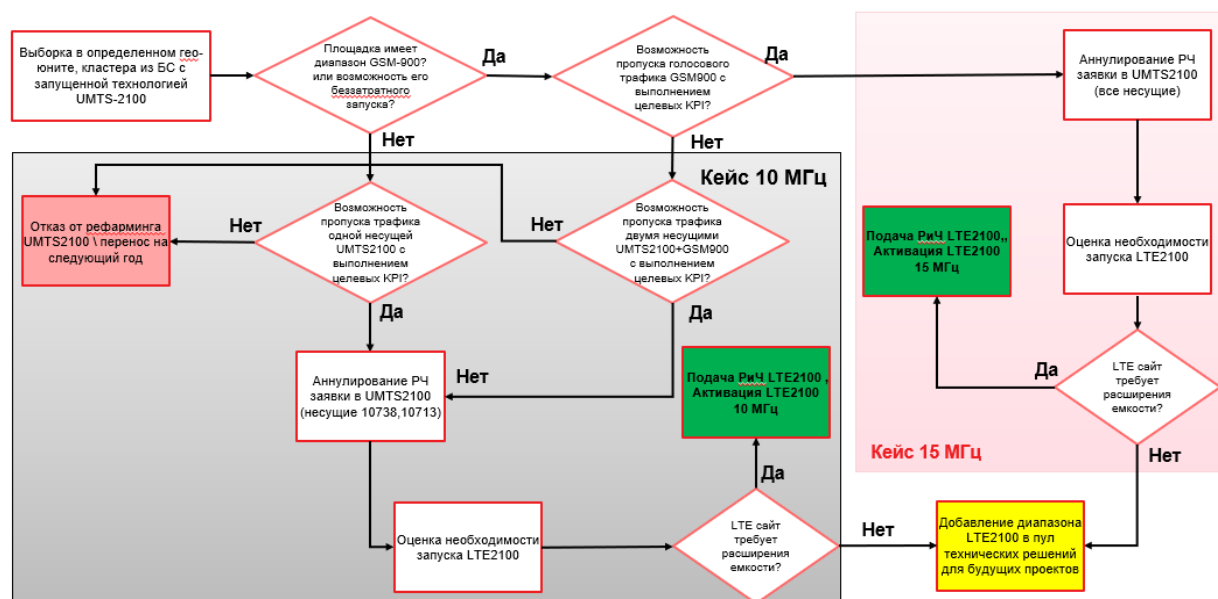 Выборка в определенном гео-
юните, кластера из БС с
запущенной технологией
UMTS-2100
Площадка имеет
диапазон GSM-900?
или возможность его
беззатратного
запуска?
Да
Возможность
пропуска голосового
трафика GSM900 с
выполнением
целевых KPI?
Да
Аннулирование РЧ
заявки в UMTS2100
(все несущие)
Нет
Нет
Кейс 10 МГц
Отказ от рефарминга
UMTS2100 \ перенос на
следующий год
Нет
Возможность
пропуска трафика
одной несущей
UMTS2100 с
выполнением
целевых KPI?
Нет
Возможность
пропуска трафика
двумя несущими
UMTS2100+GSM900
с выполнением
целевых KPI?
Подача РиЧ LTE2100,,
Активация LTE2100
15 МГц
Оценка необходимости
запуска LTE2100
Да
Да
Аннулирование РЧ
заявки в UMTS2100
(несущие 10738,10713)
Нет
Подача РиЧ LTE2100 ,
Активация LTE2100
10 МГц
Да
LTE сайт
требует
расширения
емкости?
Кейс 15 МГц
Нет
Да
Оценка необходимости
запуска LTE2100
LTE сайт
требует
расширения
емкости?
Нет
Добавление диапазона
LTE2100 в пул
технических решений
для будущих проектов